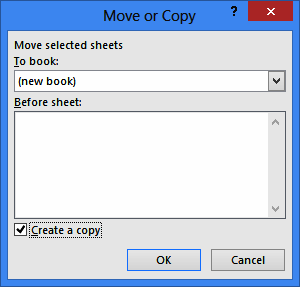 Move or Copy
?
Move selected sheets
To book:
(new book)
Before sheet:
Create a copy
OK Cancel